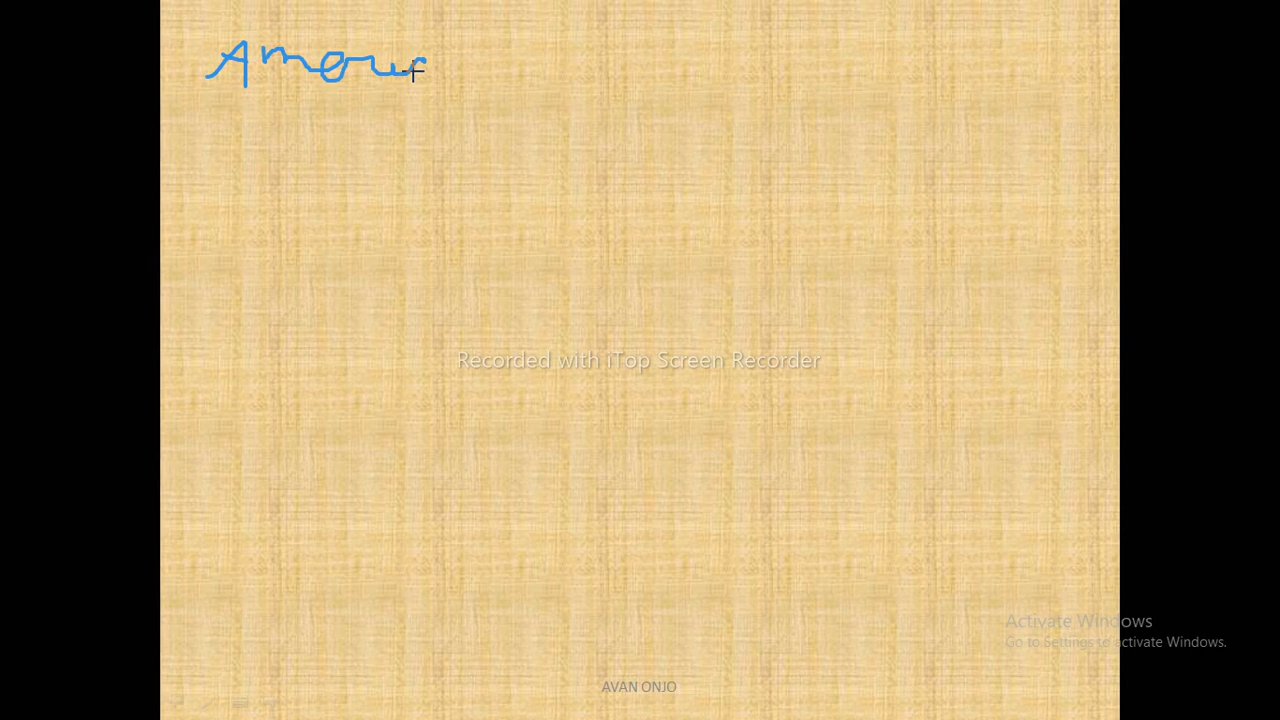 Amour
Recorded with iTop Screen Recorder
Activate Windows
Go to Settings to activate Windows.
AVAN ONJO